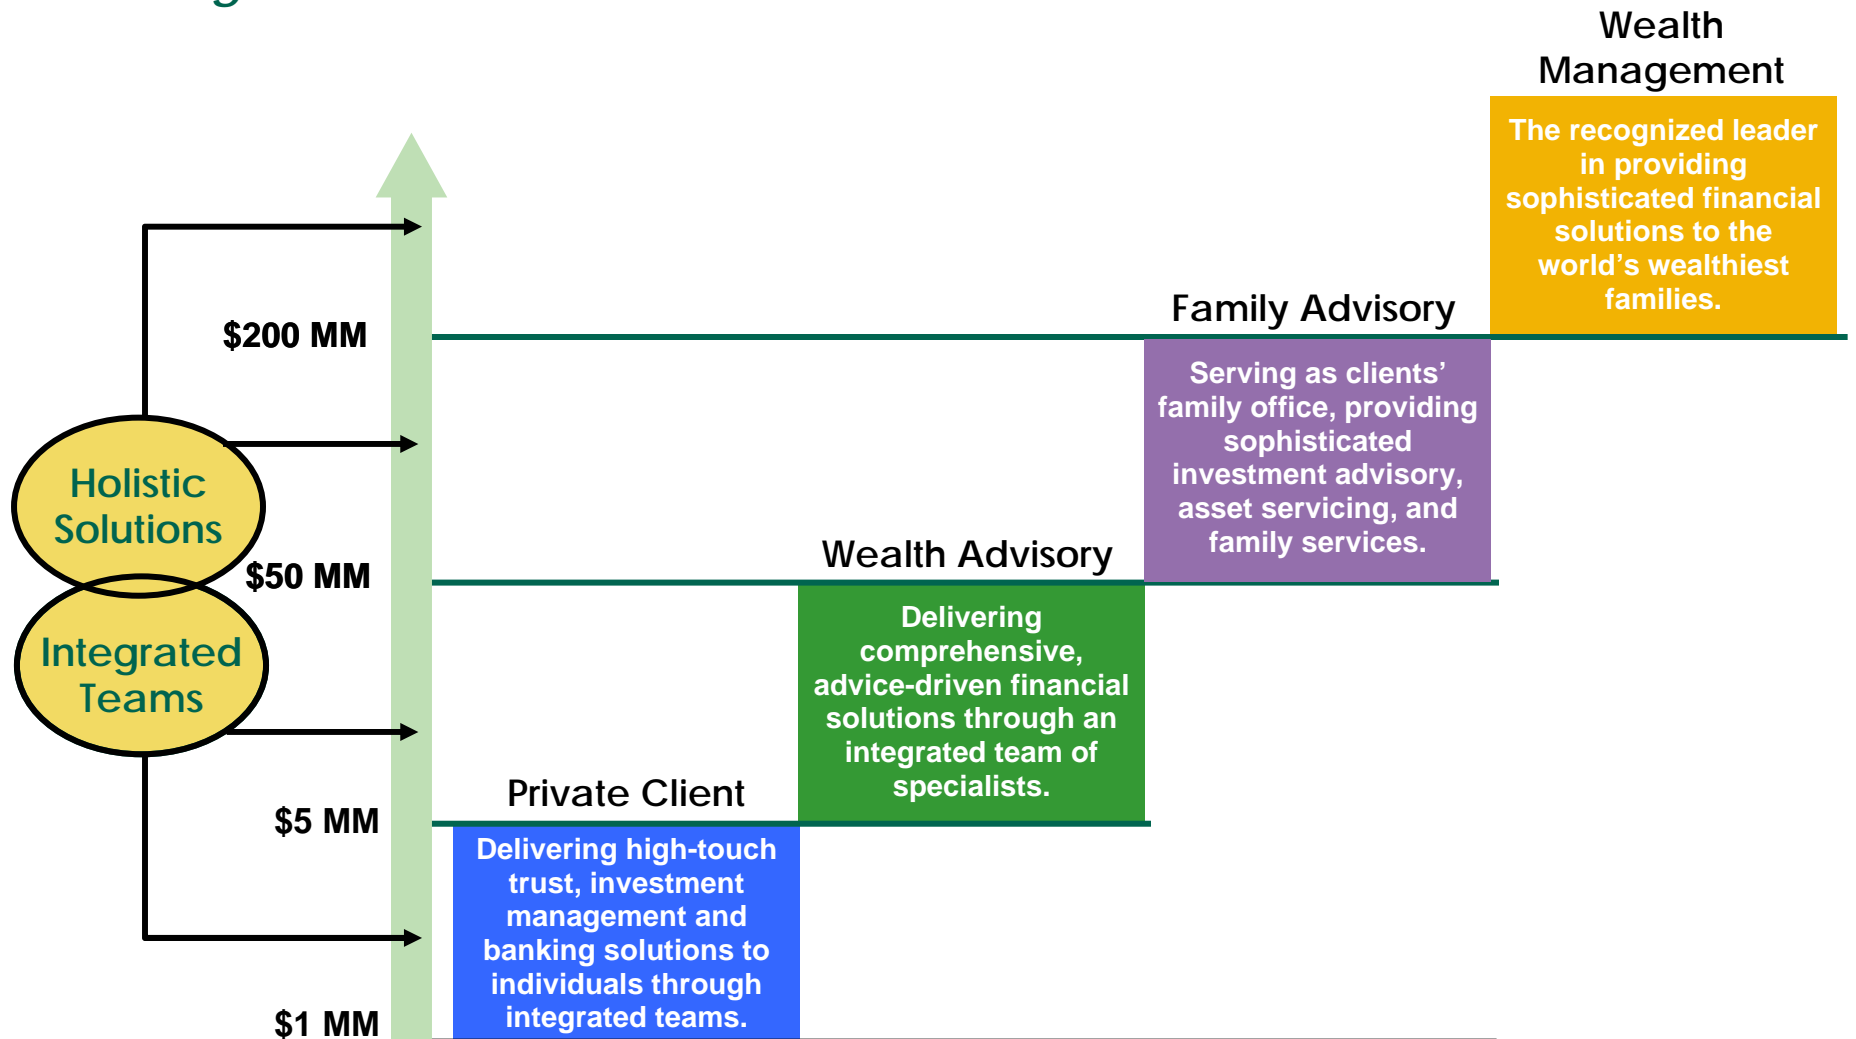 Wealth
Management
The recognized leader
in providing
sophisticated financial
solutions to the
world’s wealthiest
families.
Family Advisory
$200 MM
Serving as clients’
family office, providing
sophisticated
investment advisory,
asset servicing, and
family services.
Holistic
Solutions
Wealth Advisory
$50 MM
Delivering
comprehensive,
advice-driven financial
solutions through an
integrated team of
specialists.
Integrated
Teams
Private Client
$5 MM
Delivering high-touch
trust, investment
management and
banking solutions to
individuals through
integrated teams.
$1 MM